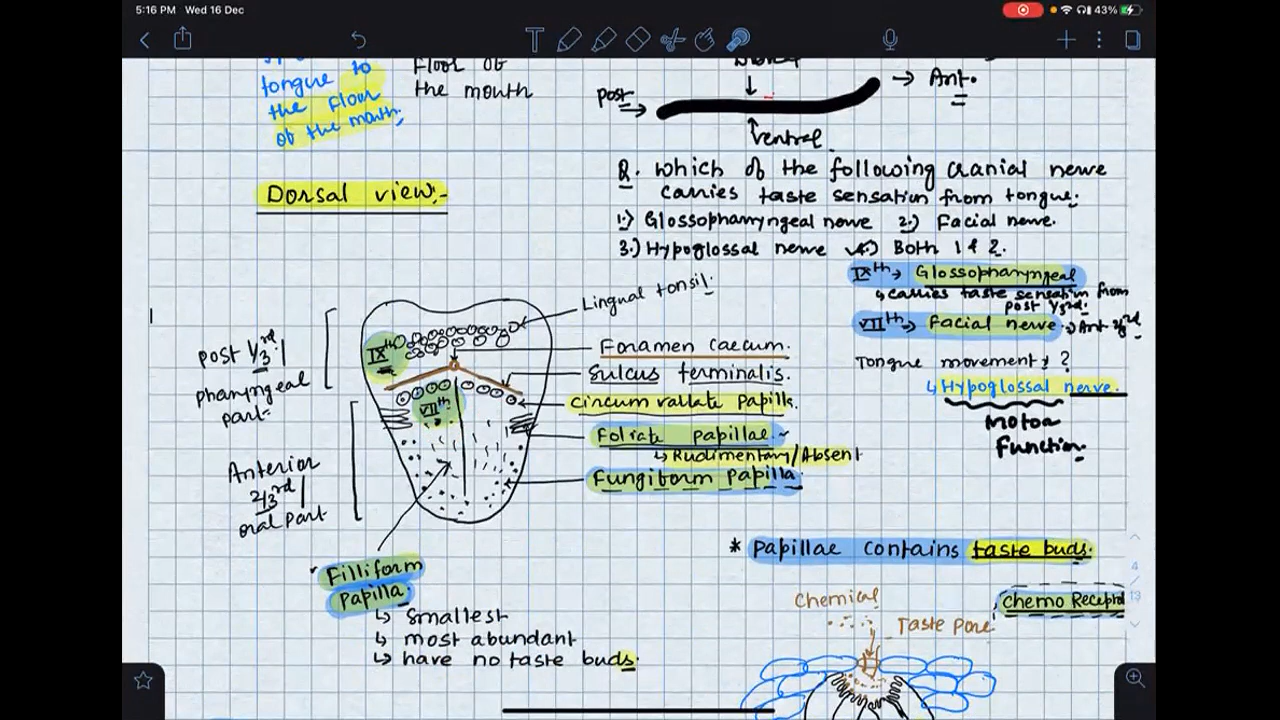 5:16 PM Wed 16 Dec
43%
tongue to
the floor
of the mouth.
Floor of
the mouth
post
Ant.
ventral
Dorsal view:-
Q. which of the following cranial nerve
carries taste sensation from tongue.
1.) Glossopharyngeal nerve 2.) Facial nerve.
3.) Hypoglossal nerve 4.) Both 1 & 2.
IXth → Glossopharyngeal
↳ carries taste sensation from
post 1/3rd.
VIIth → Facial nerve → Ant 2/3rd
Tongue movement → ?
↳ Hypoglossal nerve.
Motor
Function.
Lingual tonsil.
Foramen caecum.
Sulcus terminalis.
Circum vallate papilla.
Foliate papillae.
↳ Rudimentary/Absent
Fungiform papilla
post 1/3rd /
pharyngeal
part.
IXth
VIIth
Anterior
2/3rd /
oral part.
Filliform
Papilla.
↳ smallest
↳ most abundant
↳ have no taste buds.
* Papillae contains taste buds.
Chemical
Taste pore
Chemo Receptor
4
/
13